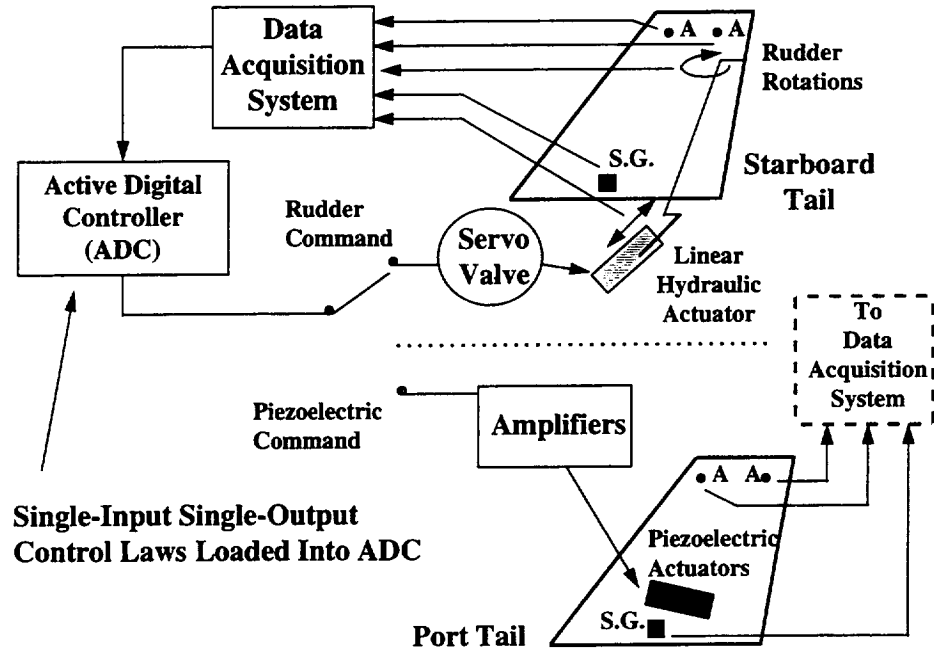 Data
Acquisition
System
A
A
Rudder
Rotations
S.G.
Starboard
Tail
Active Digital
Controller
(ADC)
Rudder
Command
Servo
Valve
Linear
Hydraulic
Actuator
To
Data
Acquisition
System
Piezoelectric
Command
Amplifiers
A
A
Single-Input Single-Output
Control Laws Loaded Into ADC
Piezoelectric
Actuators
S.G.
Port Tail